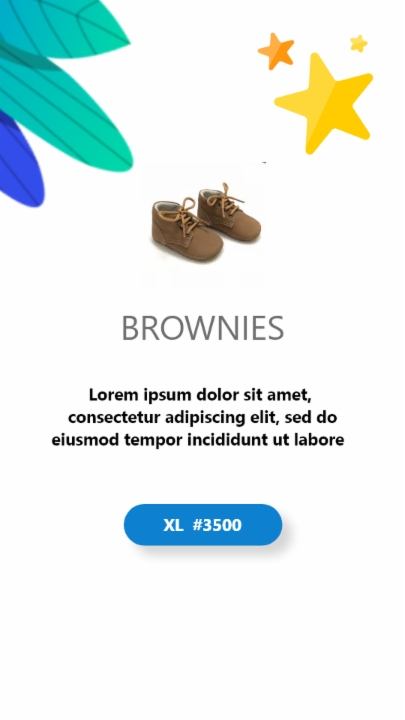 BROWNIES
Lorem ipsum dolor sit amet,
consectetur adipiscing elit, sed do
eiusmod tempor incididunt ut labore
XL #3500